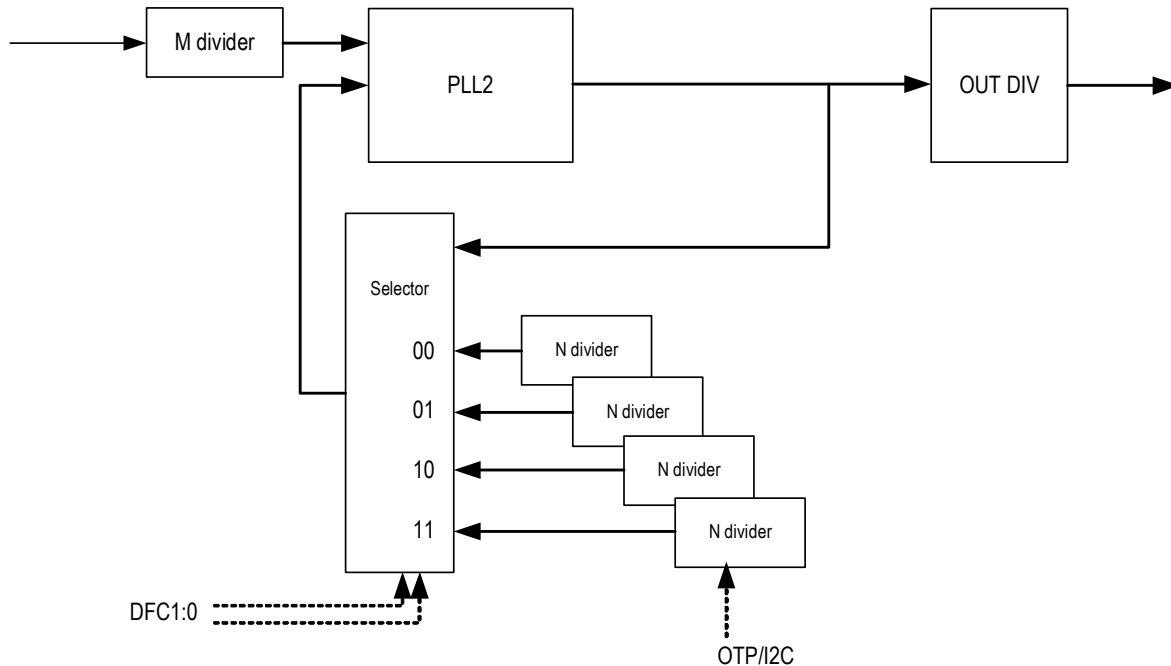 M divider
PLL2
OUT DIV
Selector
00
N divider
01
N divider
10
N divider
11
N divider
DFC1:0
OTP/I2C